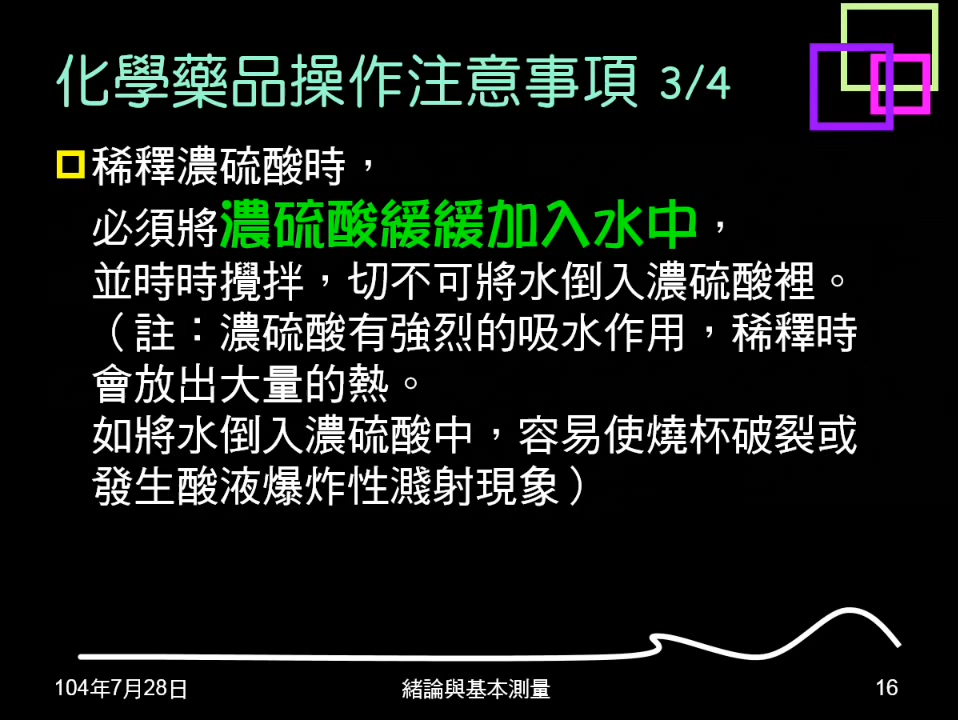 化學藥品操作注意事項 3/4
稀釋濃硫酸時，
必須將濃硫酸緩緩加入水中，
並時時攪拌，切不可將水倒入濃硫酸裡。
（註：濃硫酸有強烈的吸水作用，稀釋時
會放出大量的熱。
如將水倒入濃硫酸中，容易使燒杯破裂或
發生酸液爆炸性濺射現象）
104年7月28日
緒論與基本測量
16